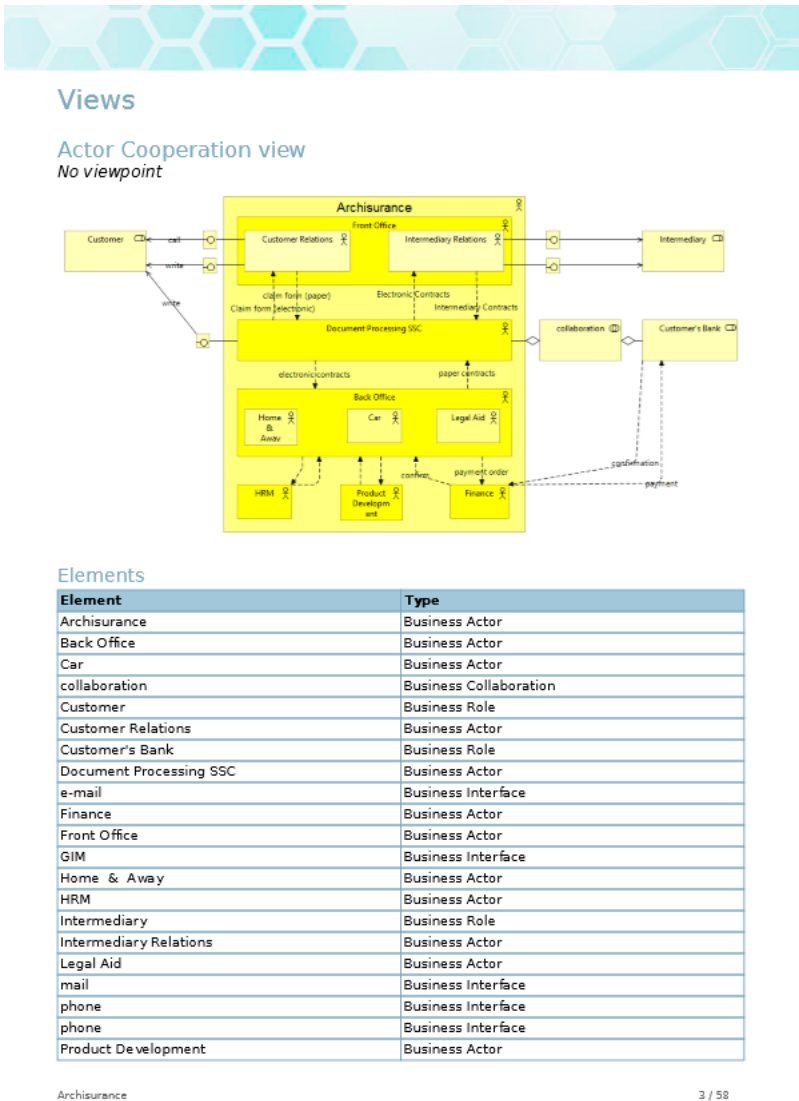 Views
Actor Cooperation view
No viewpoint
Archisurance
Front Office
Customer
call
Customer Relations
Intermediary Relations
Intermediary
write
claim form (paper)
Electronic Contracts
write
Claim form (electronic)
Intermediary Contracts
Document Processing SSC
collaboration
Customer's Bank
electronic contracts
paper contracts
Back Office
Home
&
Away
Car
Legal Aid
confirmation
confirm
payment order
payment
HRM
Product
Developm
ent
Finance
Elements
Element Type
Archisurance Business Actor
Back Office Business Actor
Car Business Actor
collaboration Business Collaboration
Customer Business Role
Customer Relations Business Actor
Customer's Bank Business Role
Document Processing SSC Business Actor
e-mail Business Interface
Finance Business Actor
Front Office Business Actor
GIM Business Interface
Home & Away Business Actor
HRM Business Actor
Intermediary Business Role
Intermediary Relations Business Actor
Legal Aid Business Actor
mail Business Interface
phone Business Interface
phone Business Interface
Product Development Business Actor
Archisurance 3 / 58